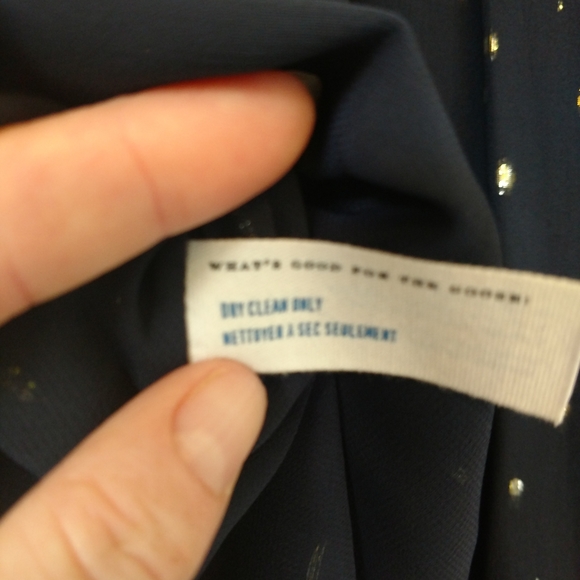 WHAT'S GOOD FOR THE GOOSE!
DRY CLEAN ONLY
NETTOYER À SEC SEULEMENT